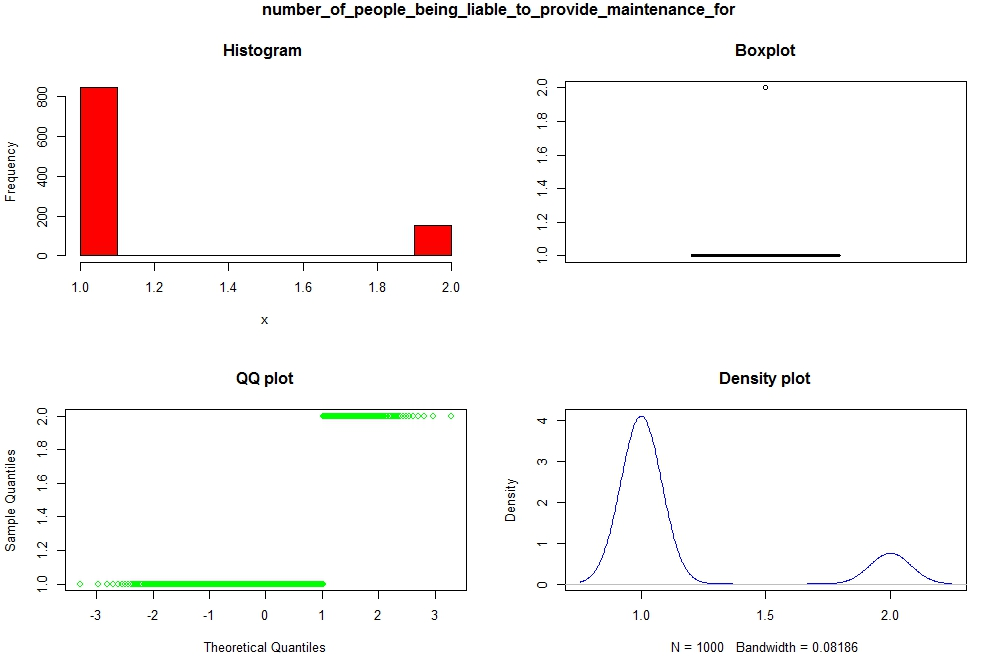 number_of_people_being_liable_to_provide_maintenance_for
Histogram
Frequency
0 200 400 600 800
1.0 1.2 1.4 1.6 1.8 2.0
x
Boxplot
1.0 1.2 1.4 1.6 1.8 2.0
QQ plot
Sample Quantiles
1.0 1.2 1.4 1.6 1.8 2.0
-3 -2 -1 0 1 2 3
Theoretical Quantiles
Density plot
Density
0 1 2 3 4
1.0 1.5 2.0
N = 1000 Bandwidth = 0.08186